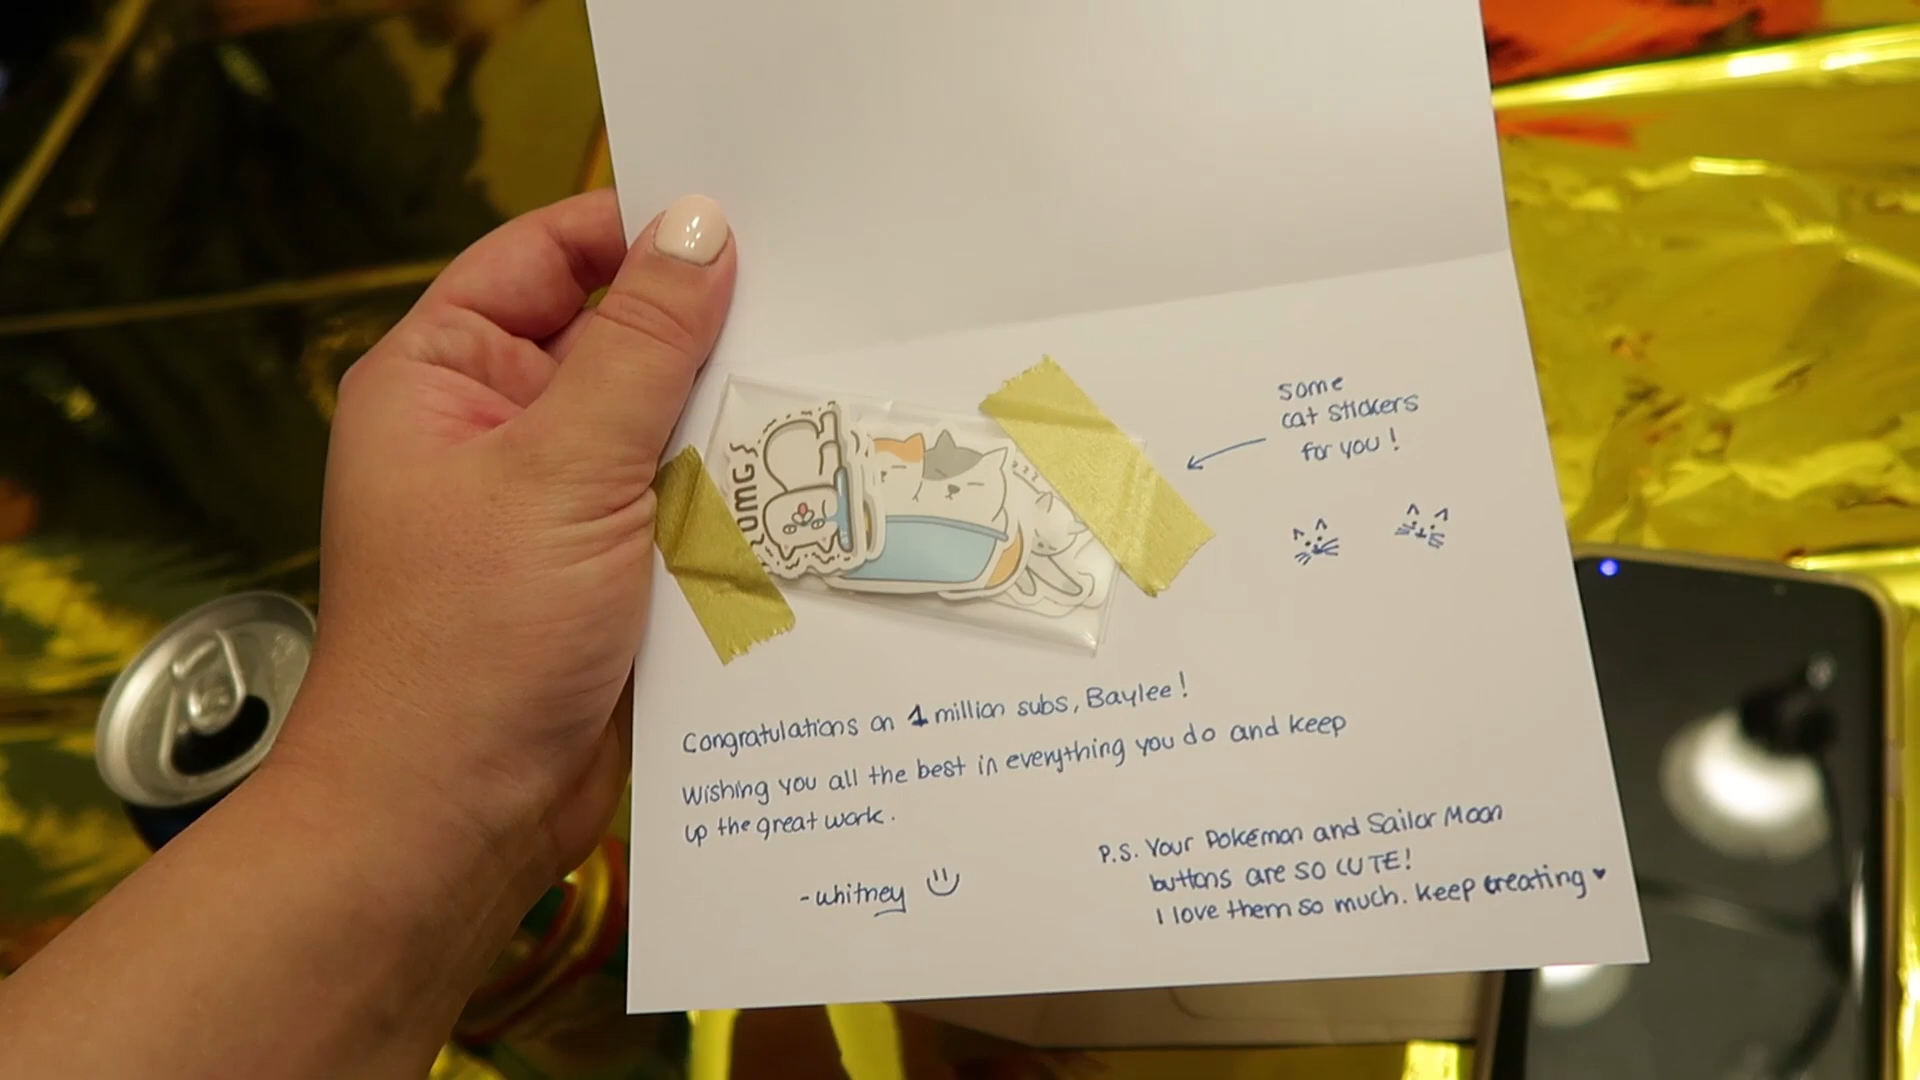 some
cat stickers
for you!
OMG
Congratulations on 1 million subs, Baylee!
Wishing you all the best in everything you do and keep
up the great work.
-whitney
P.S. Your Pokémon and Sailor Moon
buttons are SO CUTE!
I love them so much. Keep creating ♥